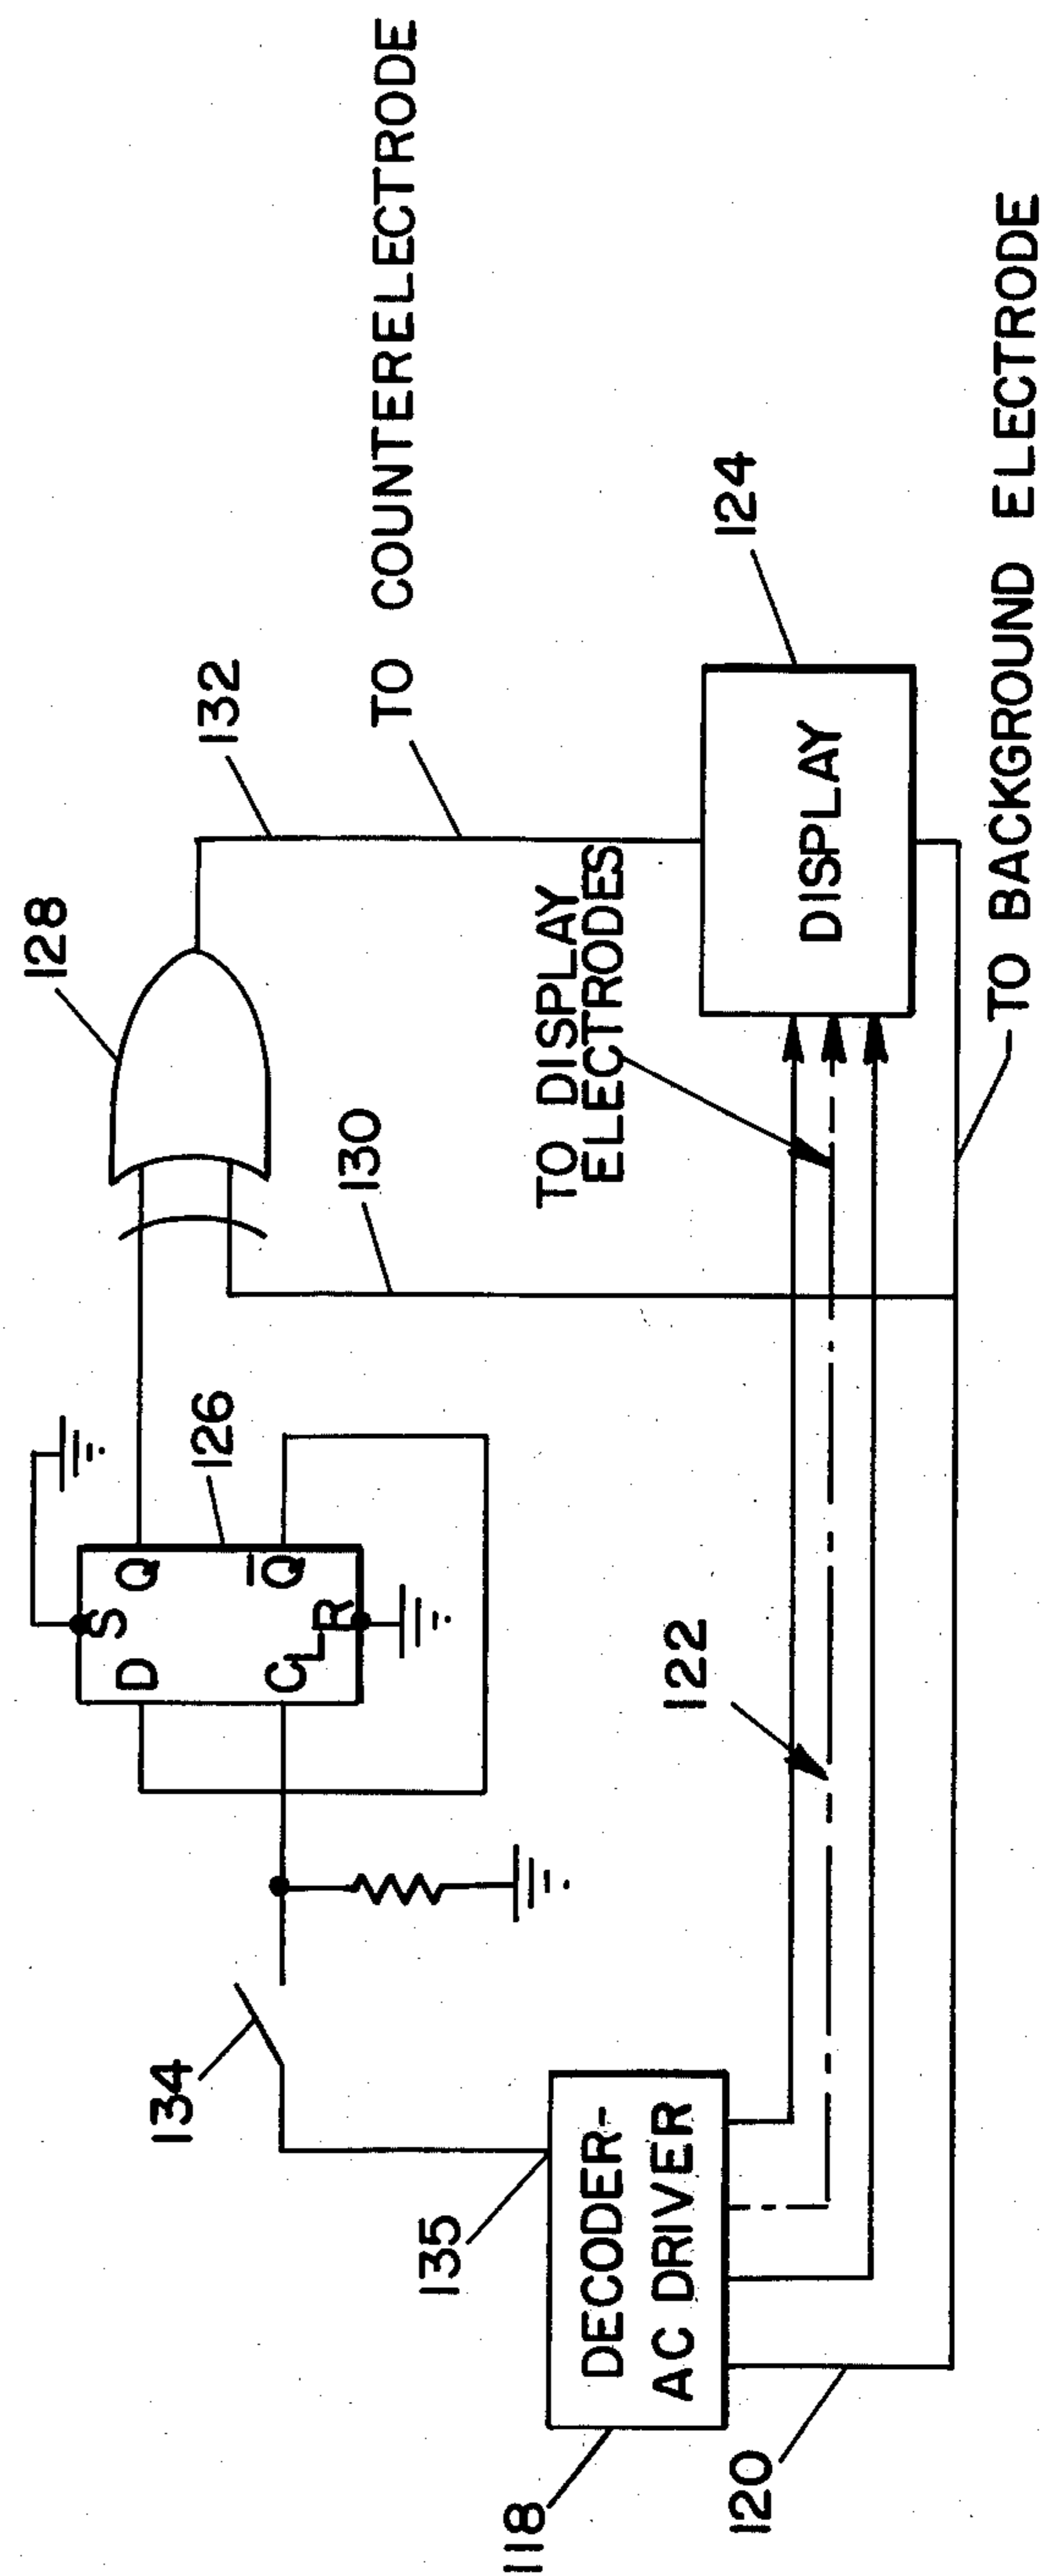 128
132
TO COUNTERELECTRODE
S
D
Q
126
CL
Q̅
R
130
134
TO DISPLAY
ELECTRODES
124
DISPLAY
135
122
DECODER-
AC DRIVER
118
120
TO BACKGROUND ELECTRODE